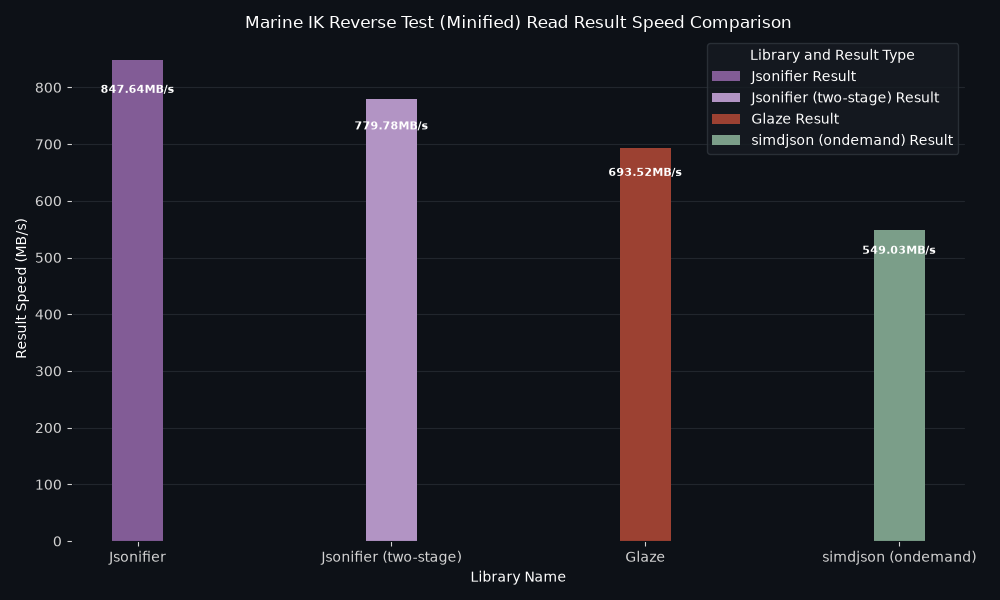 Marine IK Reverse Test (Minified) Read Result Speed Comparison
Library and Result Type
Jsonifier Result
Jsonifier (two-stage) Result
Glaze Result
simdjson (ondemand) Result
847.64MB/s
779.78MB/s
693.52MB/s
549.03MB/s
Result Speed (MB/s)
800
700
600
500
400
300
200
100
0
Jsonifier
Jsonifier (two-stage)
Glaze
simdjson (ondemand)
Library Name